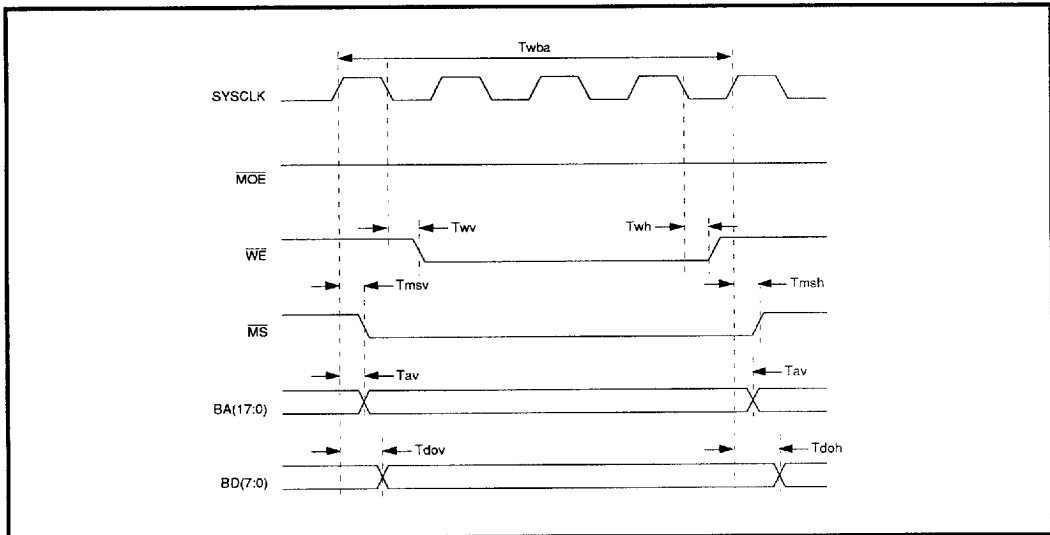 Twba
SYSCLK
MOE
Twv
Twh
WE
Tmsv
Tmsh
MS
Tav
Tav
BA(17:0)
Tdov
Tdoh
BD(7:0)